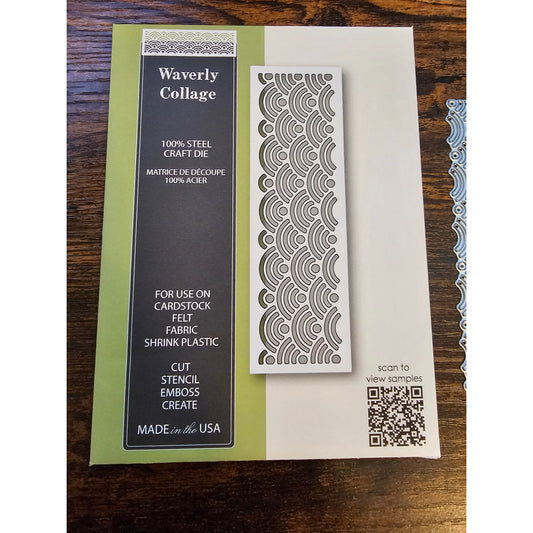 Waverly
Collage
100% STEEL
CRAFT DIE
MATRICE DE DÉCOUPE
100% ACIER
FOR USE ON
CARDSTOCK
FELT
FABRIC
SHRINK PLASTIC
CUT
STENCIL
EMBOSS
CREATE
MADE in the USA
scan to
view samples